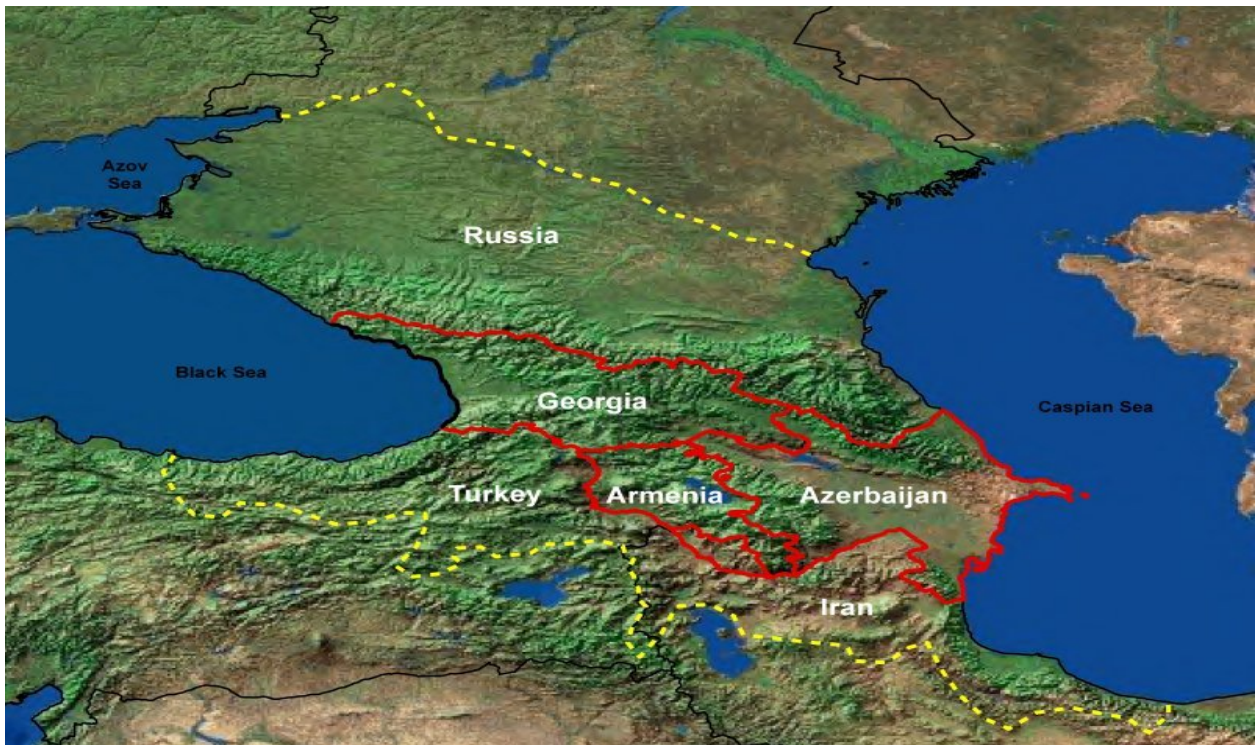 Azov
Sea
Russia
Black Sea
Georgia
Caspian Sea
Turkey
Armenia
Azerbaijan
Iran